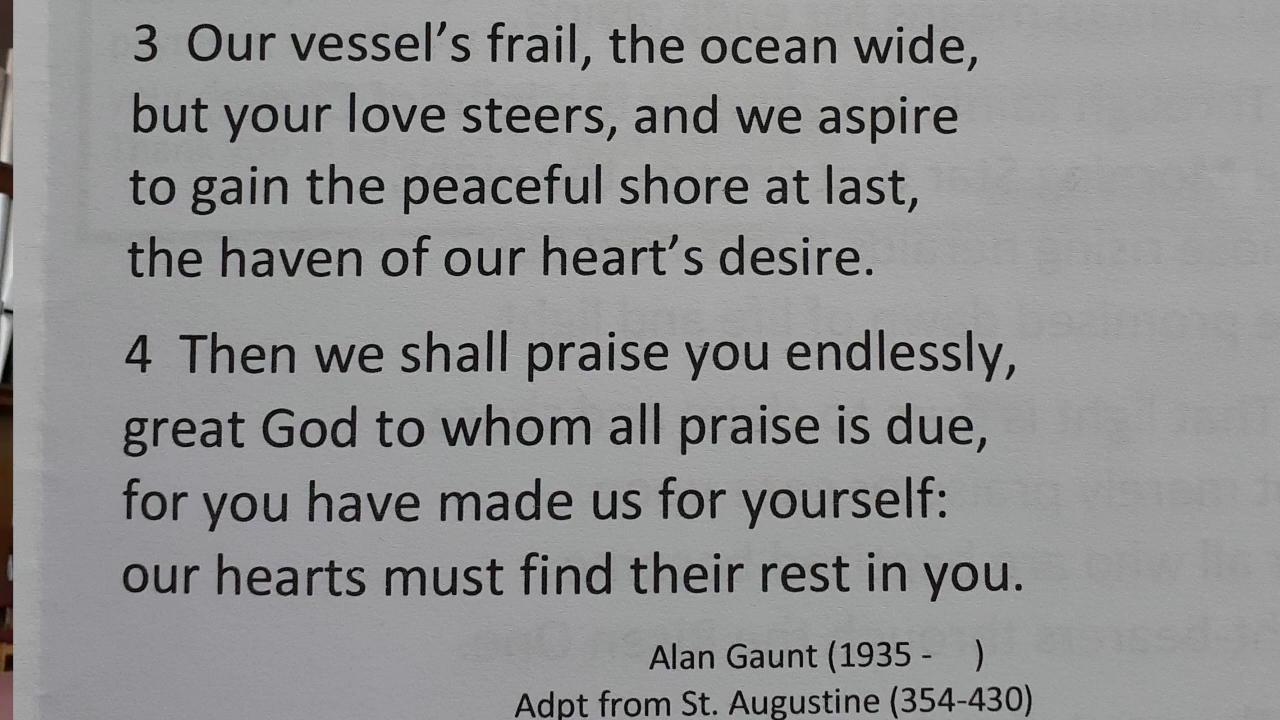 3 Our vessel's frail, the ocean wide,
but your love steers, and we aspire
to gain the peaceful shore at last,
the haven of our heart's desire.
4 Then we shall praise you endlessly,
great God to whom all praise is due,
for you have made us for yourself:
our hearts must find their rest in you.
Alan Gaunt (1935 - )
Adpt from St. Augustine (354-430)